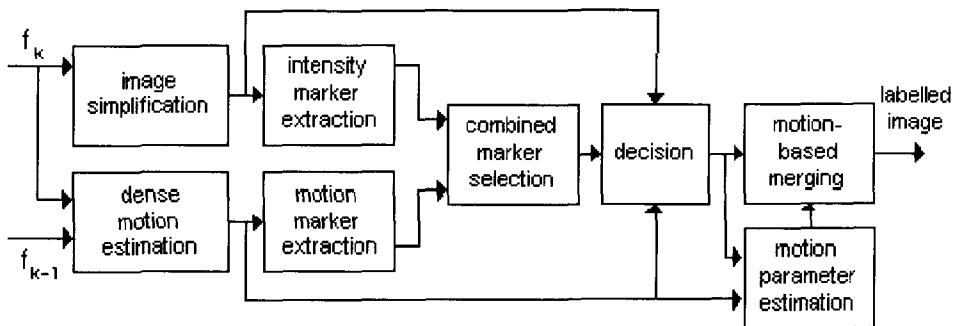 f k
image
simplification
intensity
marker
extraction
combined
marker
selection
decision
motion-
based
merging
labelled
image
dense
motion
estimation
motion
marker
extraction
f k-1
motion
parameter
estimation